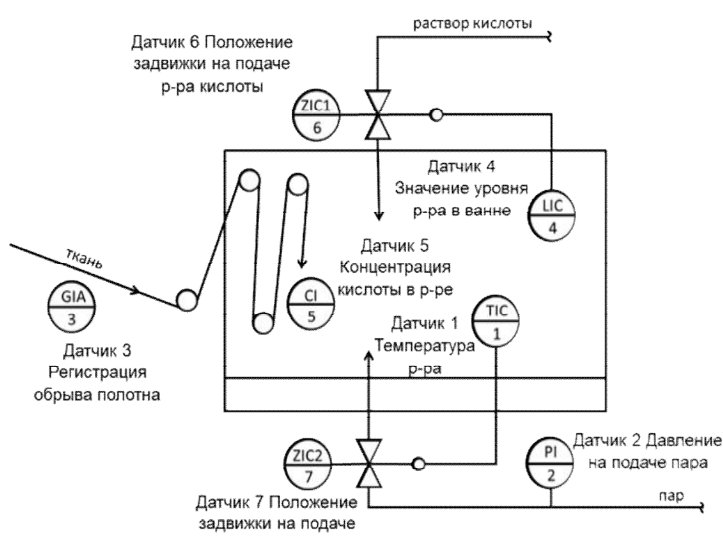 раствор кислоты
Датчик 6 Положение
задвижки на подаче
р-ра кислоты
ZIC1
6
Датчик 4
Значение уровня
р-ра в ванне
LIC
4
ткань
GIA
3
Датчик 3
Регистрация
обрыва полотна
Датчик 5
Концентрация
кислоты в р-ре
CI
5
Датчик 1
Температура
р-ра
TIC
1
ZIC2
7
Датчик 7 Положение
задвижки на подаче
PI
2
Датчик 2 Давление
на подаче пара
пар